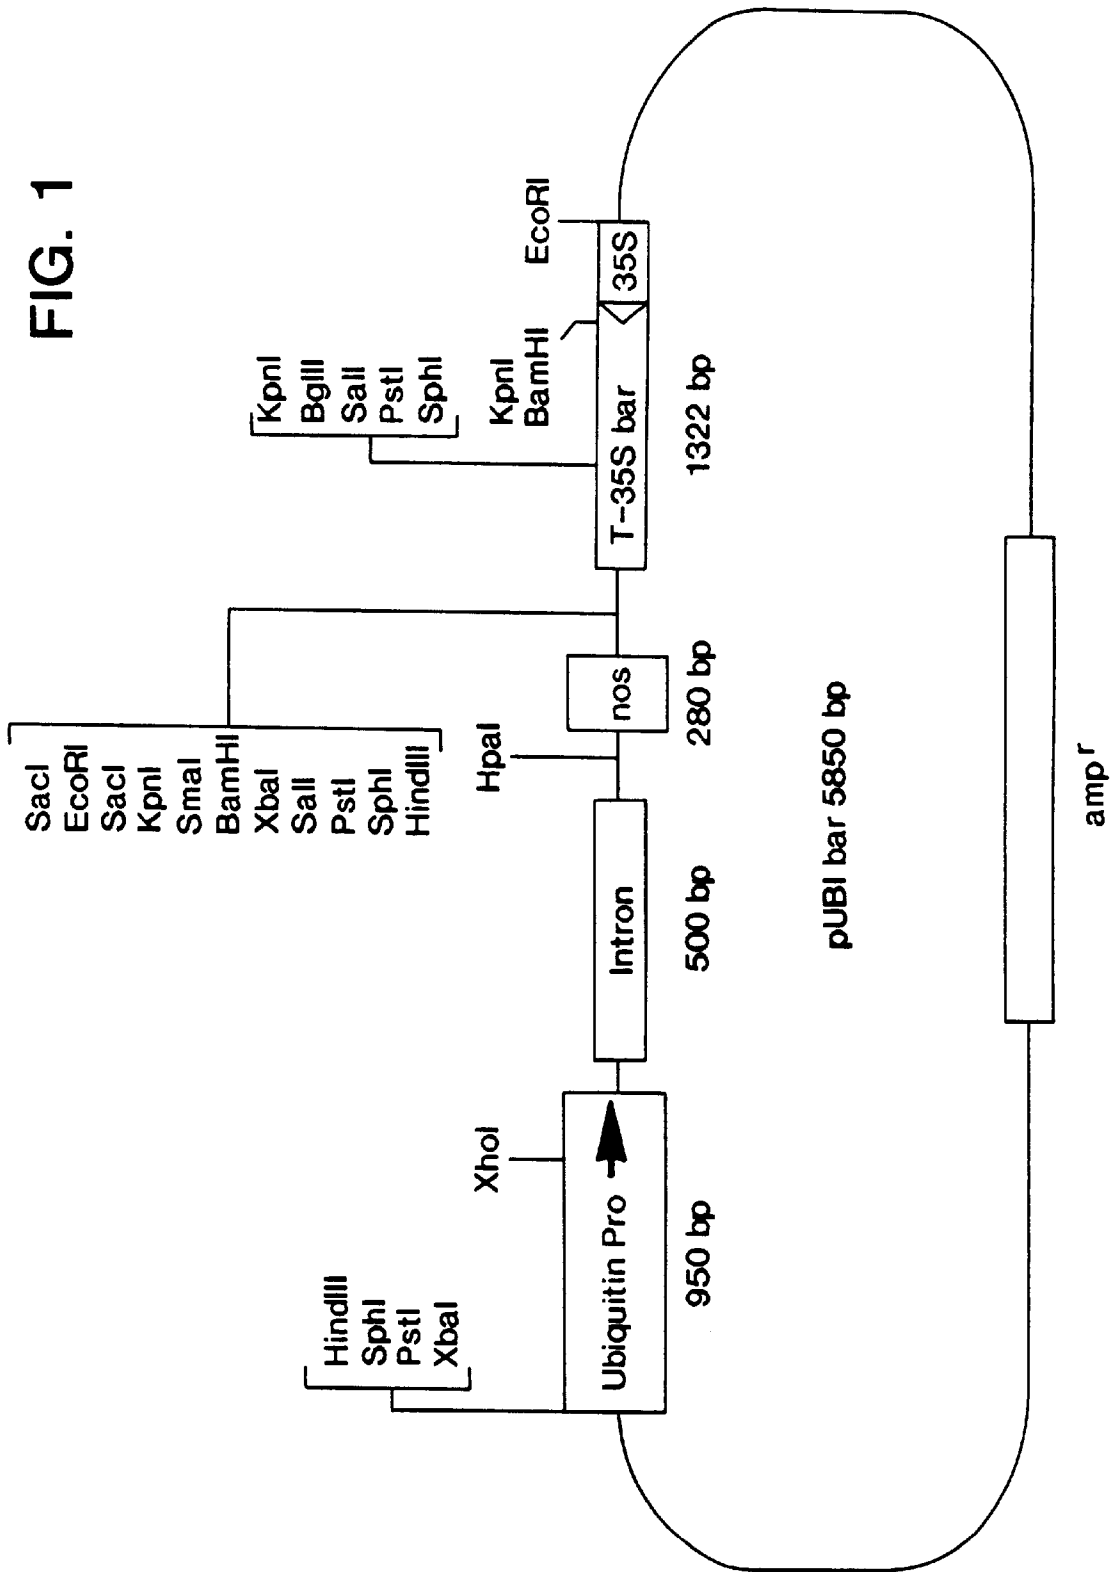 FIG. 1
HindIII
SphI
PstI
XbaI
XhoI
SacI
EcoRI
SacI
KpnI
SmaI
BamHI
XbaI
SalI
PstI
SphI
HindIII
HpaI
KpnI
BglII
SalI
PstI
SphI
KpnI
BamHI
EcoRI
Ubiquitin Pro
Intron
nos
T-35S bar
35S
950 bp
500 bp
280 bp
1322 bp
pUBI bar 5850 bp
amp r